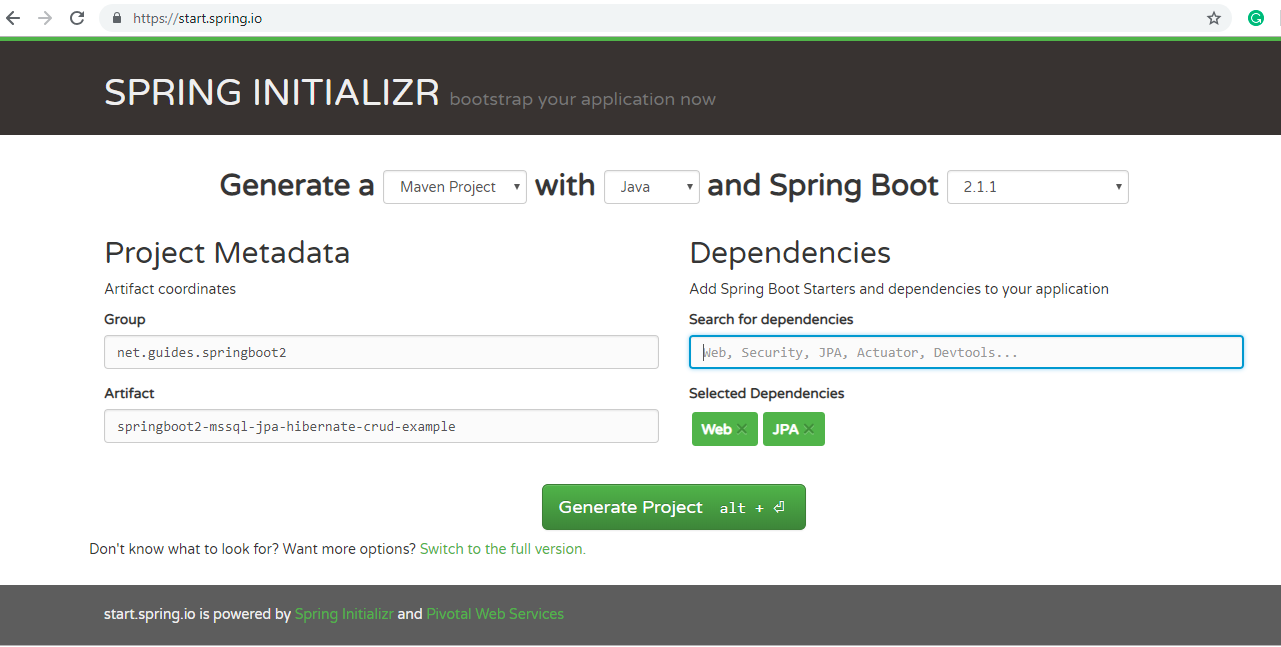 https://start.spring.io
SPRING INITIALIZR bootstrap your application now
Generate a Maven Project with Java and Spring Boot 2.1.1
Project Metadata
Artifact coordinates
Group
net.guides.springboot2
Artifact
springboot2-mssql-jpa-hibernate-crud-example
Dependencies
Add Spring Boot Starters and dependencies to your application
Search for dependencies
Web, Security, JPA, Actuator, Devtools...
Selected Dependencies
Web × JPA ×
Generate Project alt + ⏎
Don't know what to look for? Want more options? Switch to the full version.
start.spring.io is powered by Spring Initializr and Pivotal Web Services